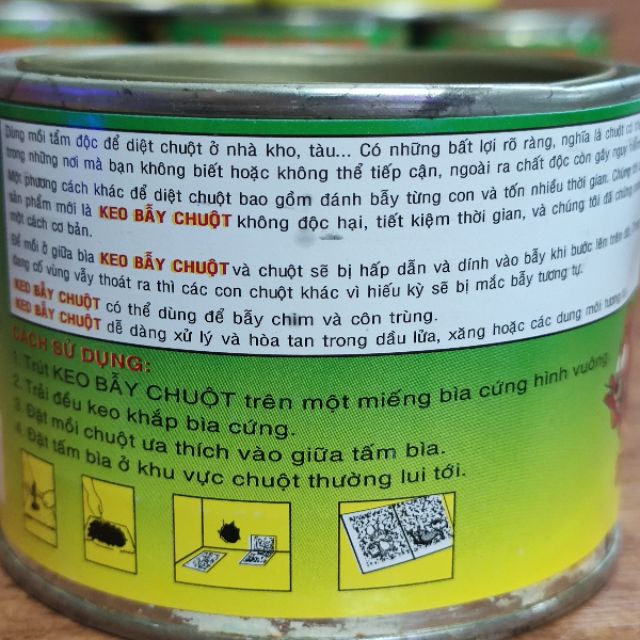 Dùng mồi tẩm độc để diệt chuột ở nhà kho, tàu... Có những bất lợi rõ ràng, nghĩa là chuột có
trong những nơi mà bạn không biết hoặc không thể tiếp cận, ngoài ra chất độc còn gây nguy
Một phương cách khác để diệt chuột bao gồm đánh bẫy từng con và tốn nhiều thời gian. Chúng
sản phẩm mới là KEO BẪY CHUỘT không độc hại, tiết kiệm thời gian, và chúng tôi đã chứng
một cách cơ bản.
Để mồi ở giữa bìa KEO BẪY CHUỘT và chuột sẽ bị hấp dẫn và dính vào bẫy khi bước lên trên đó.
đang cố vùng vẫy thoát ra thì các con chuột khác vì hiếu kỳ sẽ bị mắc bẫy tương tự.
KEO BẪY CHUỘT có thể dùng để bẫy chim và côn trùng.
KEO BẪY CHUỘT dễ dàng xử lý và hòa tan trong dầu lửa, xăng hoặc các dung môi tương
CÁCH SỬ DỤNG:
1. Trút KEO BẪY CHUỘT trên một miếng bìa cứng hình vuông.
2. Trải đều keo khắp bìa cứng.
3. Đặt mồi chuột ưa thích vào giữa tấm bìa.
4. Đặt tấm bìa ở khu vực chuột thường lui tới.